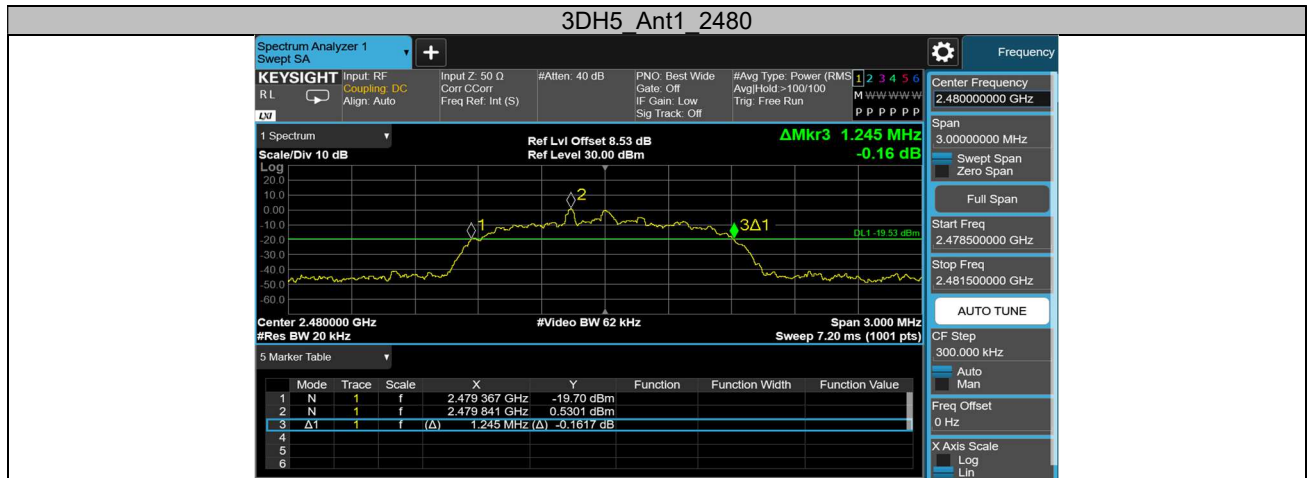 3DH5_Ant1_2480
Spectrum Analyzer 1
Swept SA
Frequency
KEYSIGHT
RL
LXI
Input: RF
Coupling: DC
Align: Auto
Input Z: 50 Ω
Corr CCorr
Freq Ref: Int (S)
#Atten: 40 dB
PNO: Best Wide
Gate: Off
IF Gain: Low
Sig Track: Off
#Avg Type: Power (RMS
Avg|Hold:>100/100
Trig: Free Run
1 2 3 4 5 6
M W W W W W
P P P P P P
Center Frequency
2.480000000 GHz
Span
3.00000000 MHz
Swept Span
Zero Span
Full Span
Start Freq
2.478500000 GHz
Stop Freq
2.481500000 GHz
AUTO TUNE
CF Step
300.000 kHz
Auto
Man
Freq Offset
0 Hz
X Axis Scale
Log
Lin
1 Spectrum
Scale/Div 10 dB
Ref Lvl Offset 8.53 dB
Ref Level 30.00 dBm
ΔMkr3 1.245 MHz
-0.16 dB
Log
20.0
10.0
0.00
-10.0
-20.0
-30.0
-40.0
-50.0
-60.0
1
2
3Δ1
DL1 -19.53 dBm
Center 2.480000 GHz
#Video BW 62 kHz
Span 3.000 MHz
#Res BW 20 kHz
Sweep 7.20 ms (1001 pts)
5 Marker Table
Mode Trace Scale X Y Function Function Width Function Value
1 N 1 f 2.479 367 GHz -19.70 dBm
2 N 1 f 2.479 841 GHz 0.5301 dBm
3 Δ1 1 f (Δ) 1.245 MHz (Δ) -0.1617 dB
4
5
6